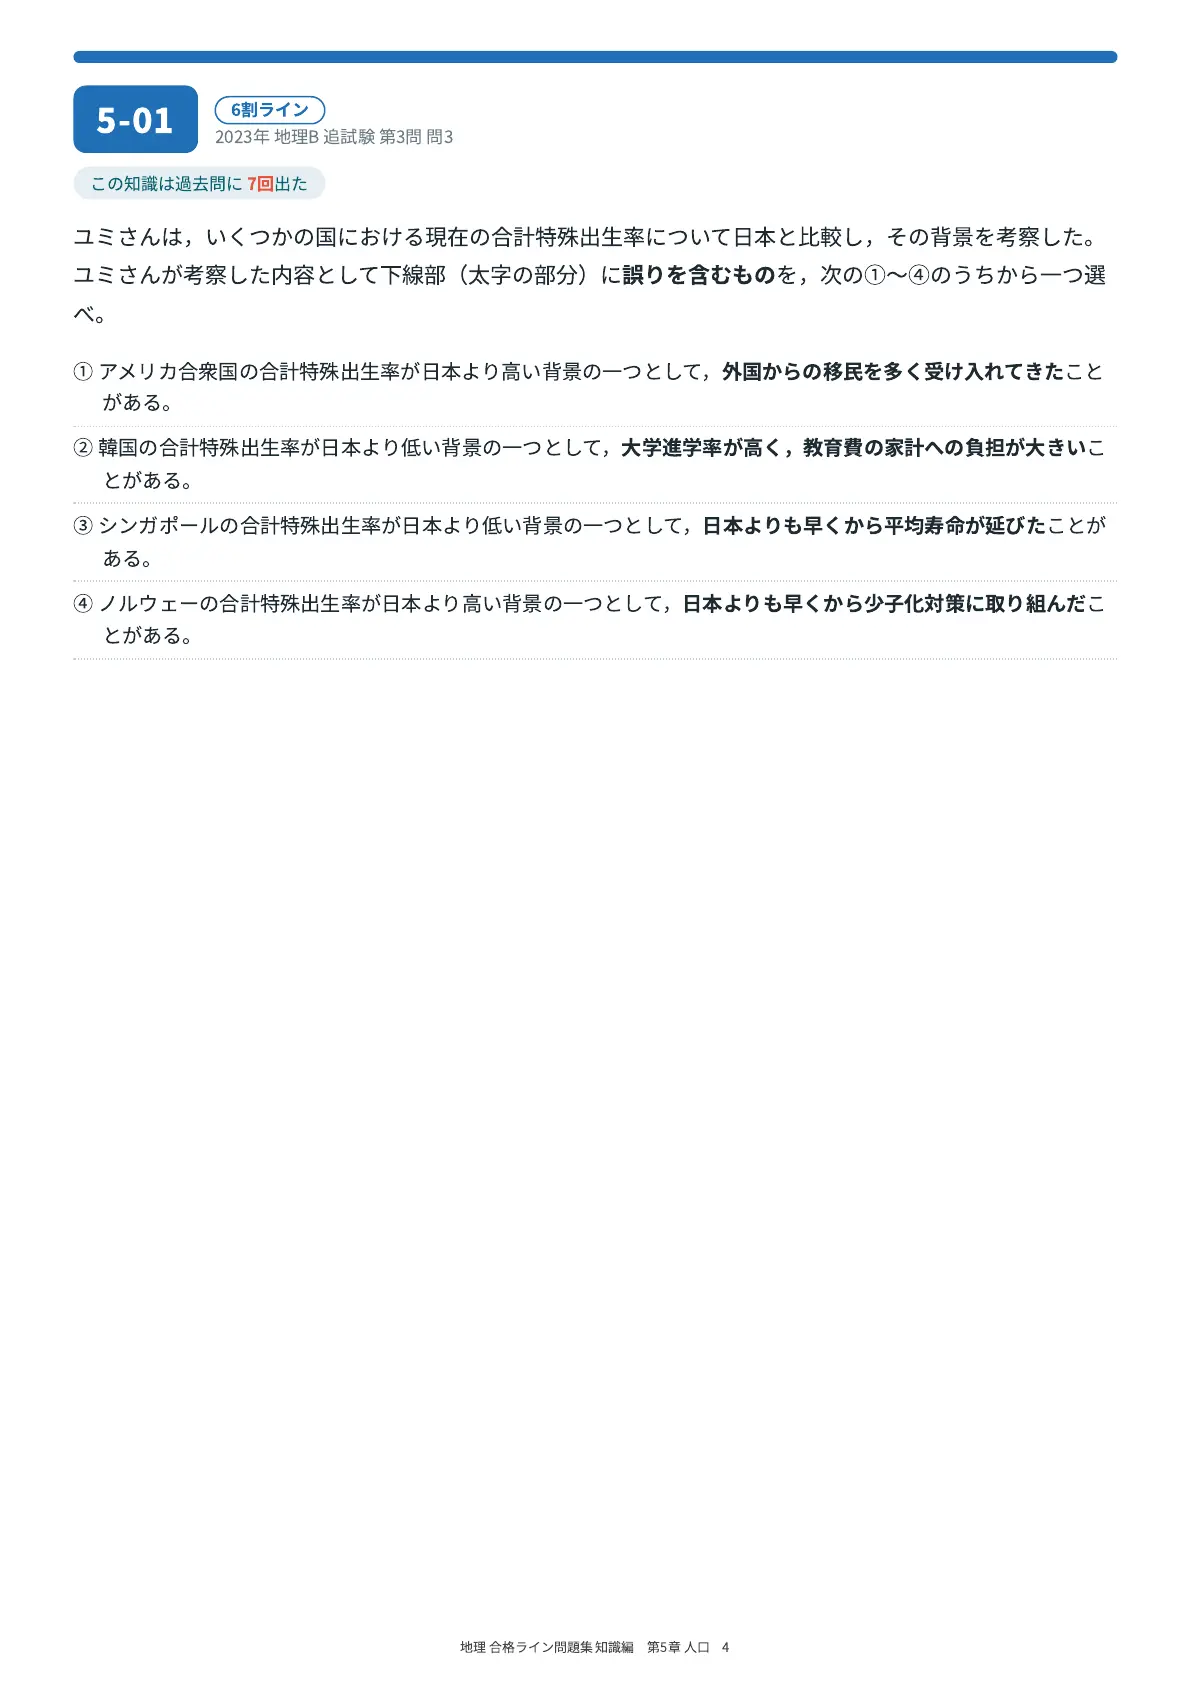 5-01
6割ライン
2023年 地理B 追試験 第3問 問3
この知識は過去問に 7回出た
ユミさんは，いくつかの国における現在の合計特殊出生率について日本と比較し，その背景を考察した。
ユミさんが考察した内容として下線部（太字の部分）に誤りを含むものを，次の①～④のうちから一つ選
べ。
① アメリカ合衆国の合計特殊出生率が日本より高い背景の一つとして，外国からの移民を多く受け入れてきたこと
がある。
② 韓国の合計特殊出生率が日本より低い背景の一つとして，大学進学率が高く，教育費の家計への負担が大きいこ
とがある。
③ シンガポールの合計特殊出生率が日本より低い背景の一つとして，日本よりも早くから平均寿命が延びたことが
ある。
④ ノルウェーの合計特殊出生率が日本より高い背景の一つとして，日本よりも早くから少子化対策に取り組んだこ
とがある。
地理 合格ライン問題集 知識編　第5章 人口　4